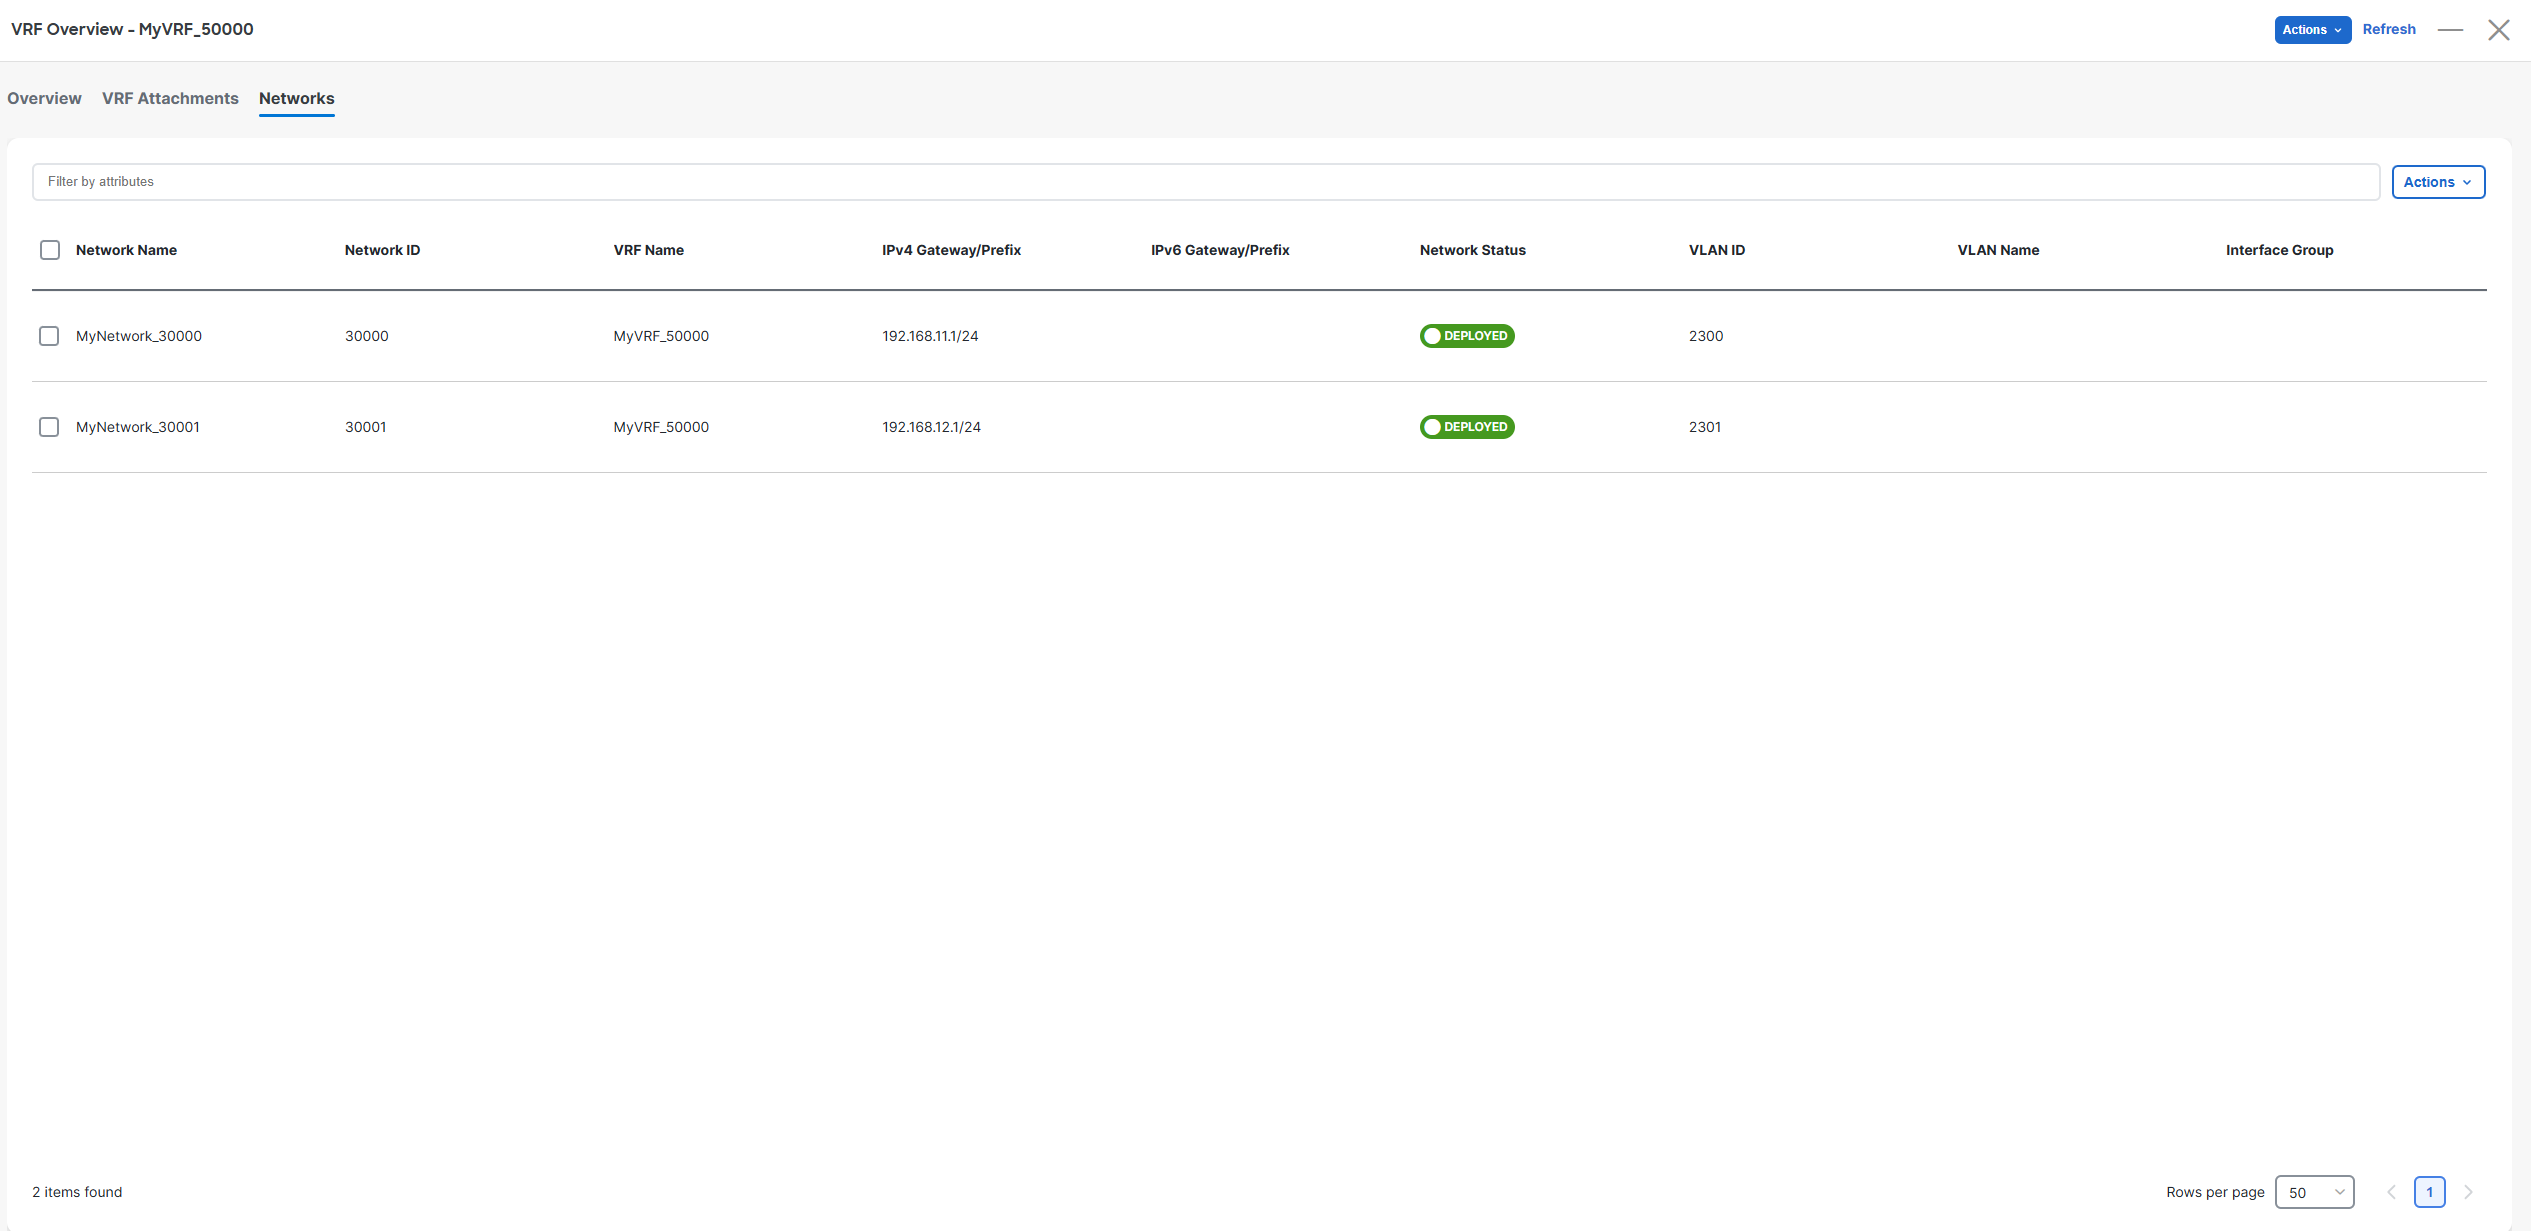 VRF Overview - MyVRF_50000 Actions Refresh
Overview VRF Attachments Networks
Filter by attributes Actions
Network Name Network ID VRF Name IPv4 Gateway/Prefix IPv6 Gateway/Prefix Network Status VLAN ID VLAN Name Interface Group
MyNetwork_30000 30000 MyVRF_50000 192.168.11.1/24 DEPLOYED 2300
MyNetwork_30001 30001 MyVRF_50000 192.168.12.1/24 DEPLOYED 2301
2 items found Rows per page 50 1